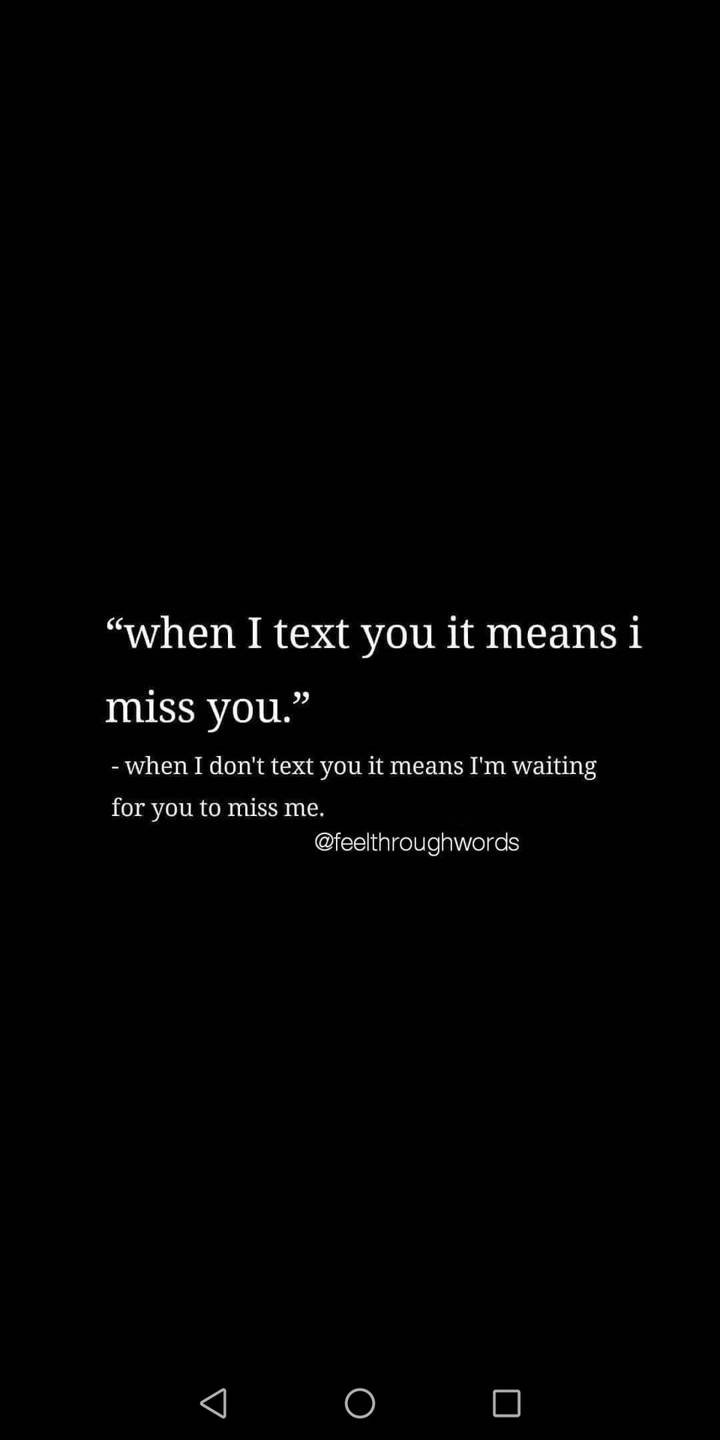 “when I text you it means i
miss you.”
- when I don't text you it means I'm waiting
for you to miss me.
@feelthroughwords